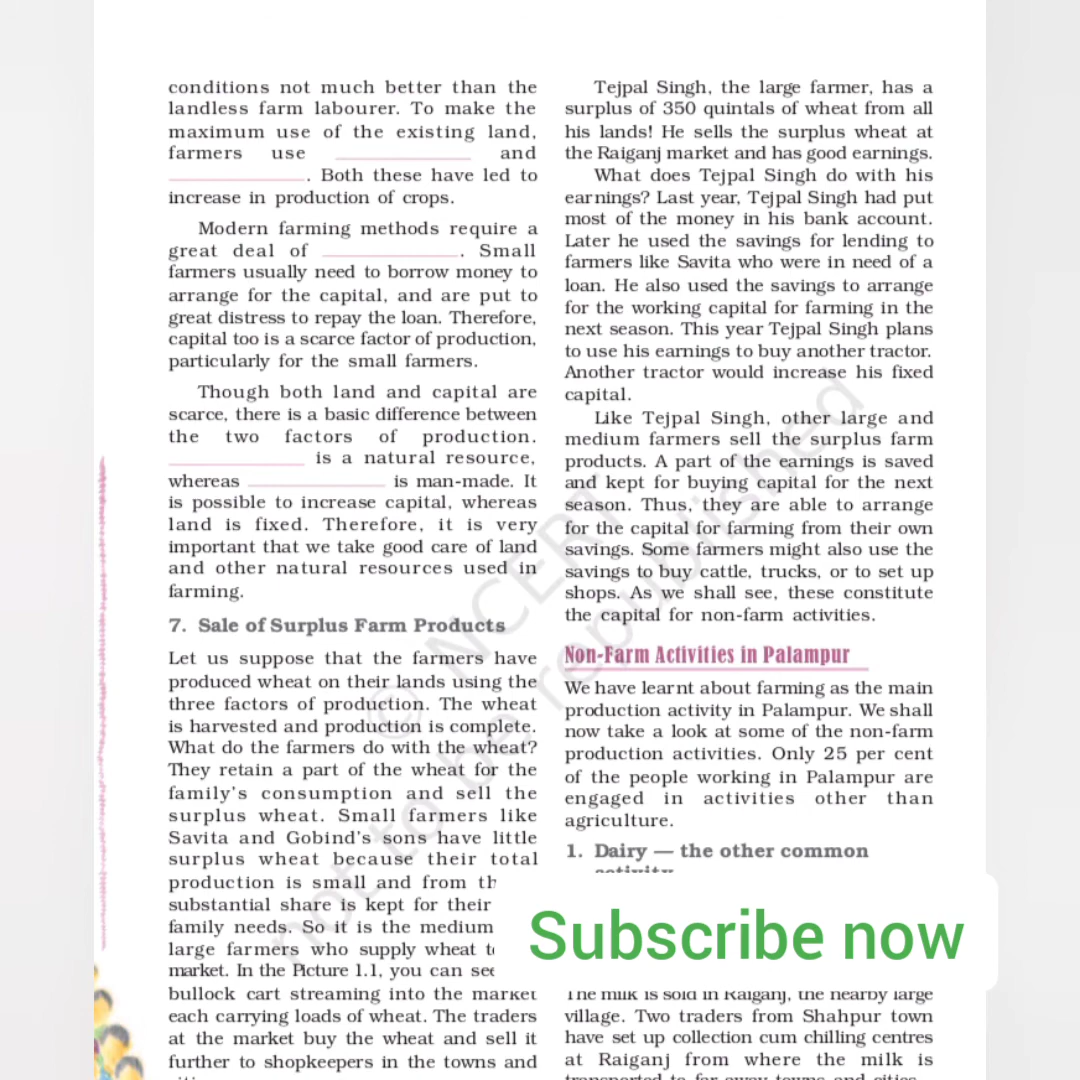 conditions not much better than the
landless farm labourer. To make the
maximum use of the existing land,
farmers use ____________ and
____________. Both these have led to
increase in production of crops.
Modern farming methods require a
great deal of ____________. Small
farmers usually need to borrow money to
arrange for the capital, and are put to
great distress to repay the loan. Therefore,
capital too is a scarce factor of production,
particularly for the small farmers.
Though both land and capital are
scarce, there is a basic difference between
the two factors of production.
____________ is a natural resource,
whereas ____________ is man-made. It
is possible to increase capital, whereas
land is fixed. Therefore, it is very
important that we take good care of land
and other natural resources used in
farming.
7. Sale of Surplus Farm Products
Let us suppose that the farmers have
produced wheat on their lands using the
three factors of production. The wheat
is harvested and production is complete.
What do the farmers do with the wheat?
They retain a part of the wheat for the
family's consumption and sell the
surplus wheat. Small farmers like
Savita and Gobind's sons have little
surplus wheat because their total
production is small and from th
substantial share is kept for their
family needs. So it is the medium
large farmers who supply wheat t
market. In the Picture 1.1, you can see
bullock cart streaming into the market
each carrying loads of wheat. The traders
at the market buy the wheat and sell it
further to shopkeepers in the towns and
Tejpal Singh, the large farmer, has a
surplus of 350 quintals of wheat from all
his lands! He sells the surplus wheat at
the Raiganj market and has good earnings.
What does Tejpal Singh do with his
earnings? Last year, Tejpal Singh had put
most of the money in his bank account.
Later he used the savings for lending to
farmers like Savita who were in need of a
loan. He also used the savings to arrange
for the working capital for farming in the
next season. This year Tejpal Singh plans
to use his earnings to buy another tractor.
Another tractor would increase his fixed
capital.
Like Tejpal Singh, other large and
medium farmers sell the surplus farm
products. A part of the earnings is saved
and kept for buying capital for the next
season. Thus, they are able to arrange
for the capital for farming from their own
savings. Some farmers might also use the
savings to buy cattle, trucks, or to set up
shops. As we shall see, these constitute
the capital for non-farm activities.
Non-Farm Activities in Palampur
We have learnt about farming as the main
production activity in Palampur. We shall
now take a look at some of the non-farm
production activities. Only 25 per cent
of the people working in Palampur are
engaged in activities other than
agriculture.
1. Dairy — the other common
Subscribe now
The milk is sold in Raiganj, the nearby large
village. Two traders from Shahpur town
have set up collection cum chilling centres
at Raiganj from where the milk is
transported to far away towns and cities.
© NCERT
not to be republished